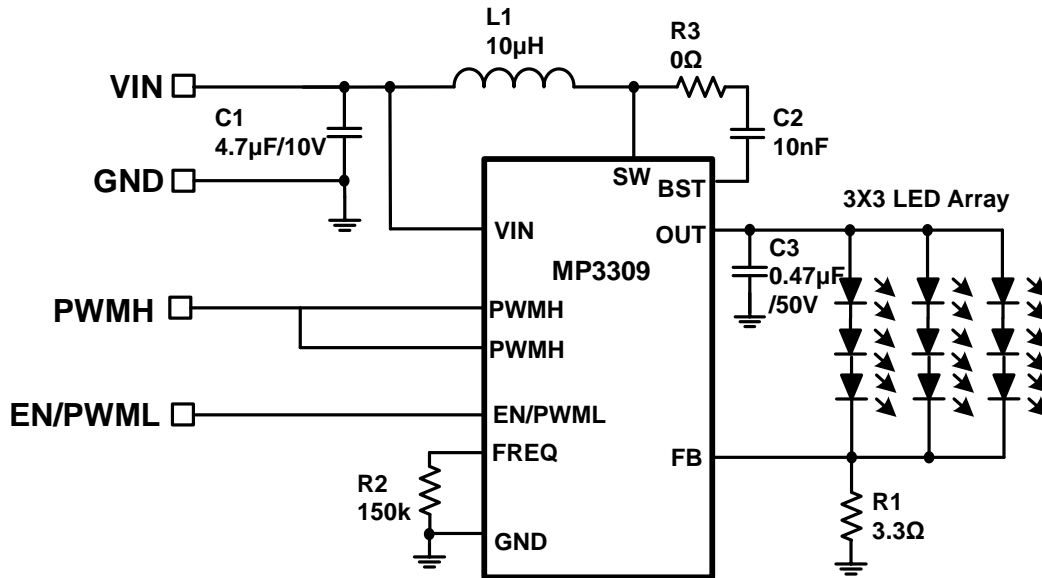 L1
10µH
R3
0Ω
VIN
C1
4.7µF/10V
C2
10nF
GND
SW
BST
3X3 LED Array
VIN
OUT
MP3309
C3
0.47µF
/50V
PWMH
PWMH
PWMH
EN/PWML
EN/PWML
FREQ
FB
R2
150k
R1
3.3Ω
GND